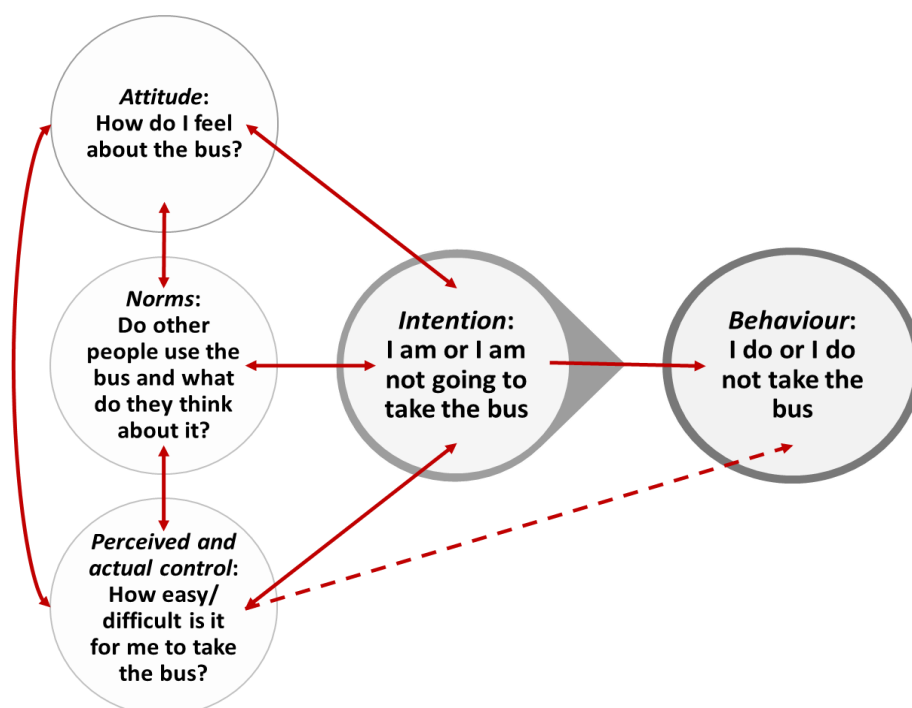 Attitude:
How do I feel
about the bus?
Norms:
Do other
people use the
bus and what
do they think
about it?
Perceived and
actual control:
How easy/
difficult is it
for me to take
the bus?
Intention:
I am or I am
not going to
take the bus
Behaviour:
I do or I do
not take the
bus